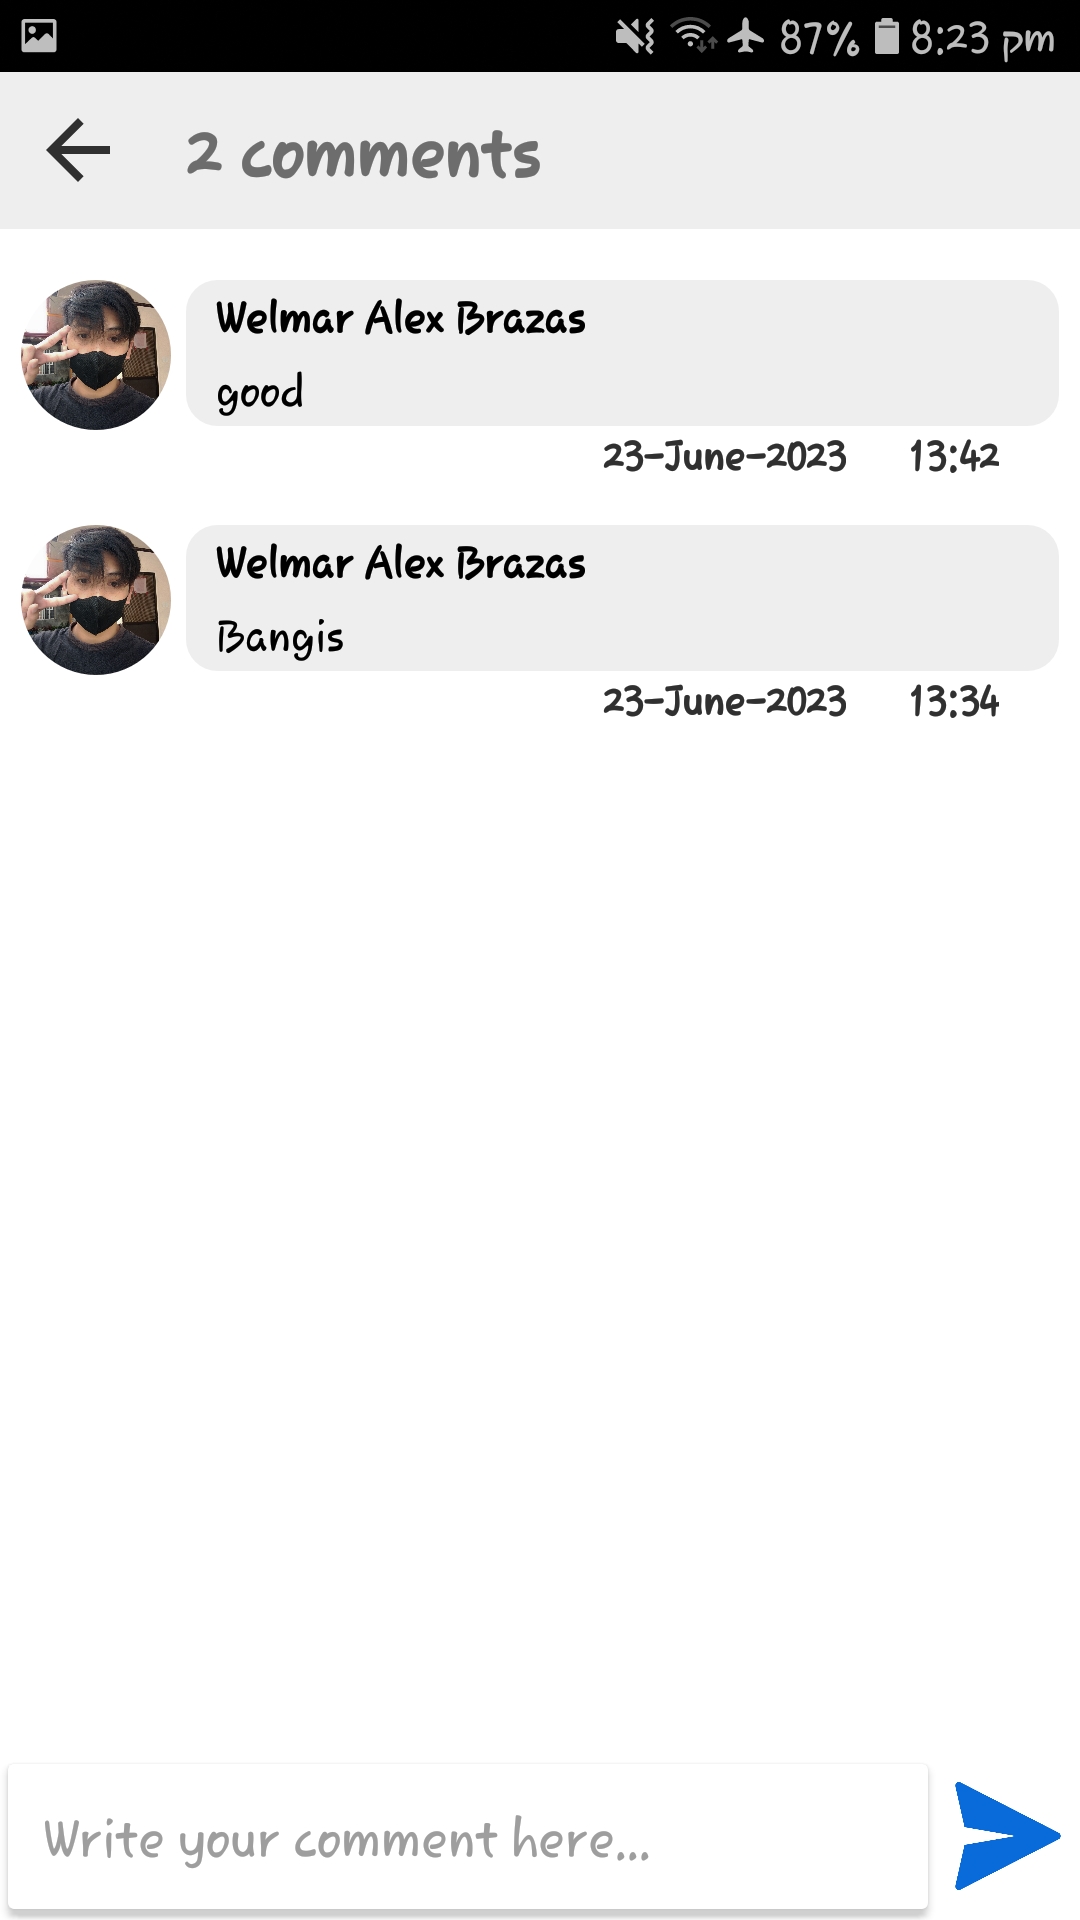 87% 8:23 pm
2 comments
Welmar Alex Brazas
good
23-June-2023 13:42
Welmar Alex Brazas
Bangis
23-June-2023 13:34
Write your comment here...